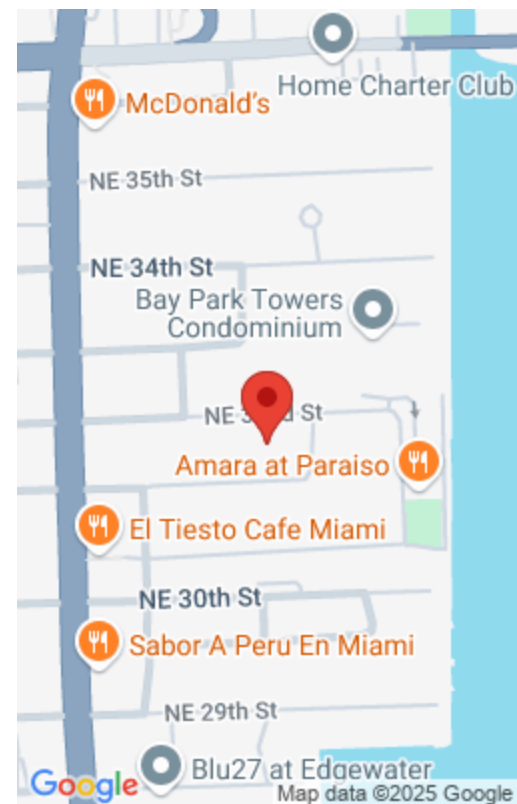 Home Charter Club
McDonald's
NE 35th St
NE 34th St
Bay Park Towers
Condominium
NE St
Amara at Paraiso
El Tiesto Cafe Miami
NE 30th St
Sabor A Peru En Miami
NE 29th St
Blu27 at Edgewater
Google
Map data ©2025 Google